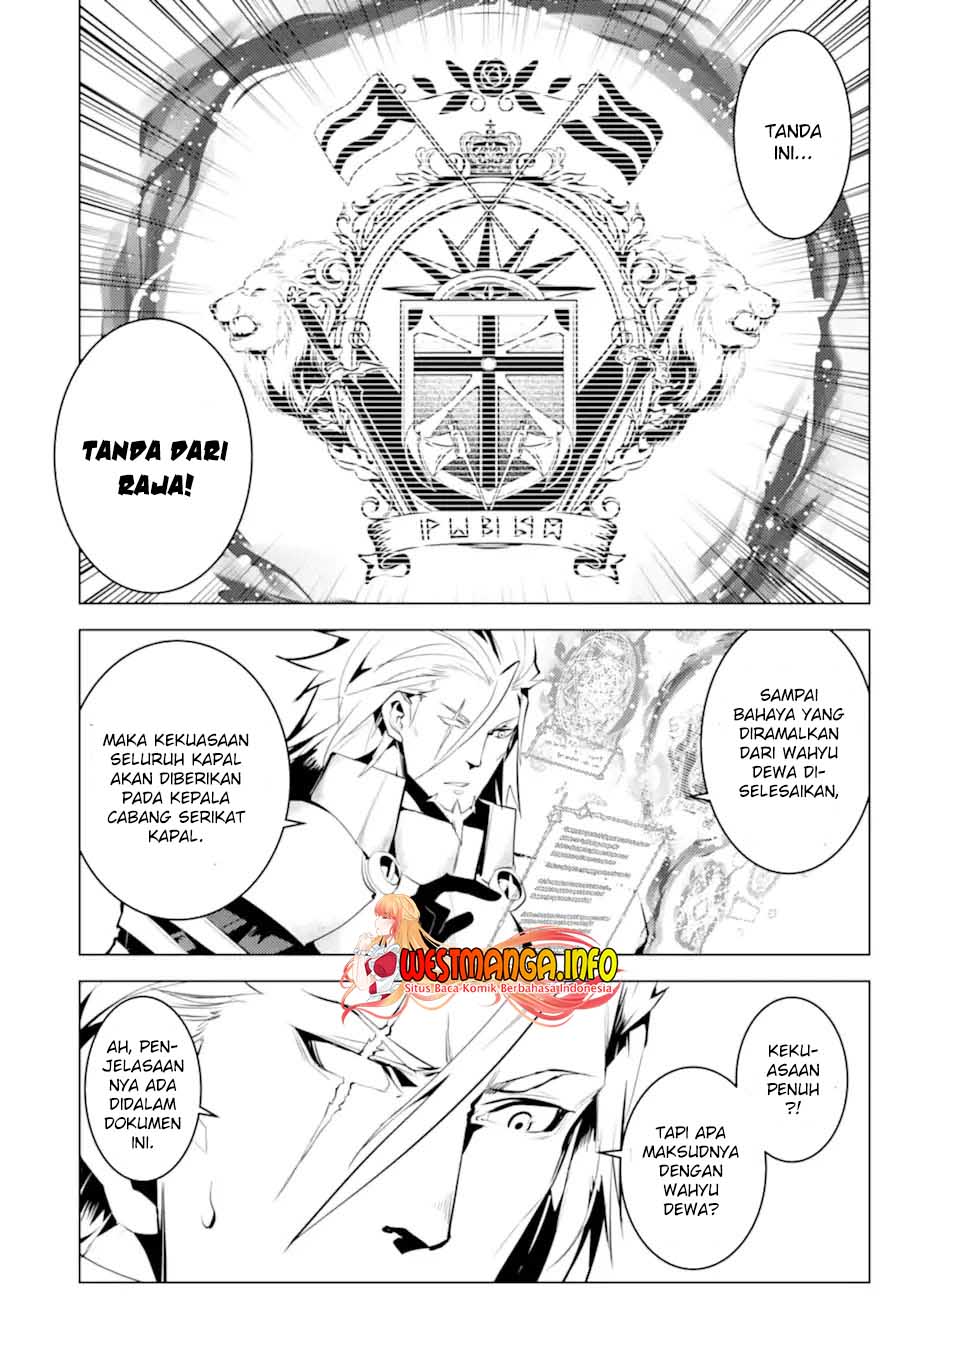 TANDA
INI...
TANDA DARI
RAJA!
SAMPAI
BAHAYA YANG
DIRAMALKAN
DARI WAHYU
DEWA DI-
SELESAIKAN,
MAKA KEKUASAAN
SELURUH KAPAL
AKAN DIBERIKAN
PADA KEPALA
CABANG SERIKAT
KAPAL.
WESTMANGA.INFO
Situs Baca Komik Berbahasa Indonesia
KEKU-
ASAAN
PENUH
?!
TAPI APA
MAKSUDNYA
DENGAN
WAHYU
DEWA?
AH, PEN-
JELASAAN
NYA ADA
DIDALAM
DOKUMEN
INI.